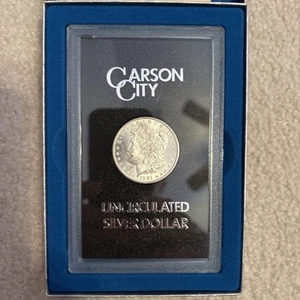 CARSON
CITY
UNCIRCULATED
SILVER DOLLAR